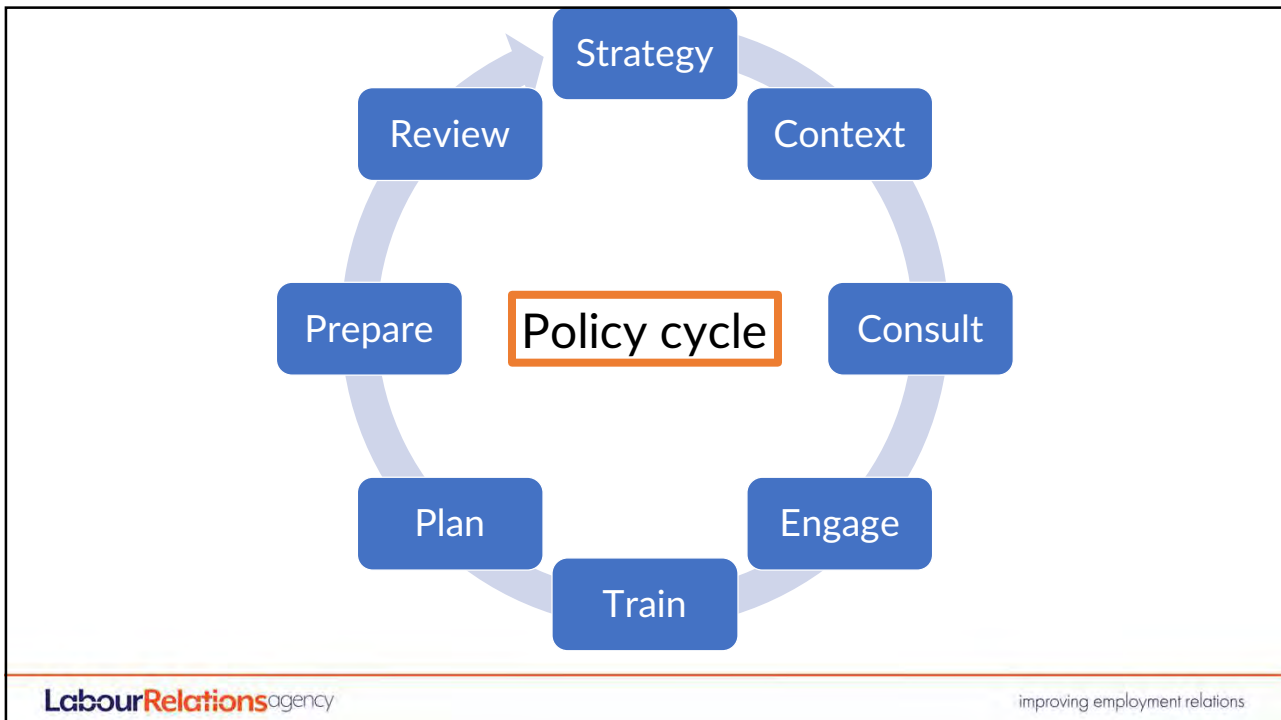 Strategy
Context
Consult
Engage
Train
Plan
Prepare
Review
Policy cycle
LabourRelationsagency
improving employment relations